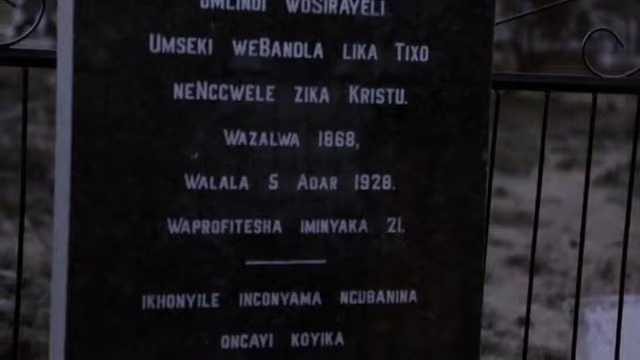 UMLINDI WOSIRAYELI
UMSEKI WEBANDLA LIKA TIXO
NENCCWELE ZIKA KRISTU.
WAZALWA 1868,
WALALA 5 ADAR 1928.
WAPROFITESHA IMINYAKA 21.
IKHONYILE INCONYAMA NCUBANINA
ONCAYI KOYIKA